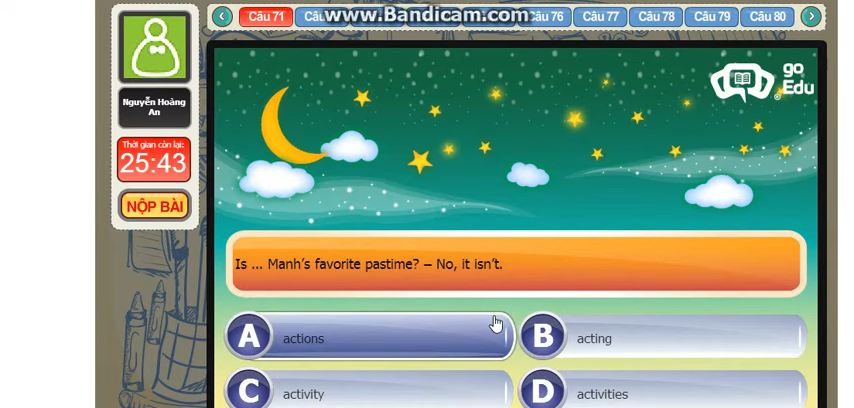 Câu 71
www.Bandicam.com
Câu 76
Câu 77
Câu 78
Câu 79
Câu 80
go
Edu
Nguyễn Hoàng
An
Thời gian còn lại:
25:43
NỘP BÀI
Is ... Manh's favorite pastime? – No, it isn't.
A actions
B acting
C activity
D activities